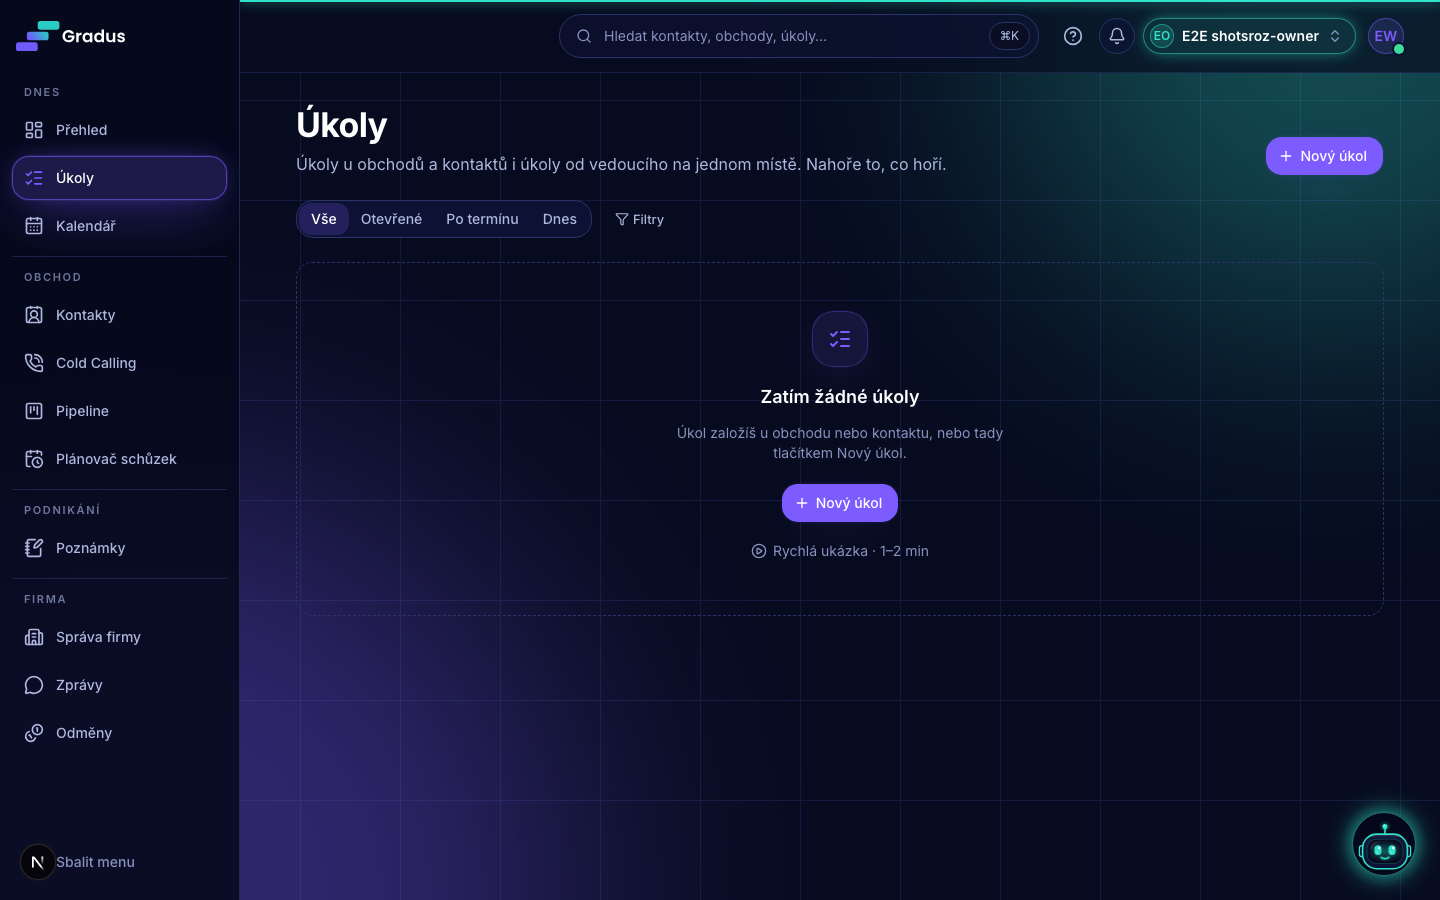 Gradus
Hledat kontakty, obchody, úkoly...
⌘K
EO
E2E shotsroz-owner
EW
DNES
Přehled
Úkoly
Kalendář
OBCHOD
Kontakty
Cold Calling
Pipeline
Plánovač schůzek
PODNIKÁNÍ
Poznámky
FIRMA
Správa firmy
Zprávy
Odměny
N
Sbalit menu
Úkoly
Úkoly u obchodů a kontaktů i úkoly od vedoucího na jednom místě. Nahoře to, co hoří.
+ Nový úkol
Vše
Otevřené
Po termínu
Dnes
Filtry
Zatím žádné úkoly
Úkol založíš u obchodu nebo kontaktu, nebo tady
tlačítkem Nový úkol.
+ Nový úkol
Rychlá ukázka · 1–2 min